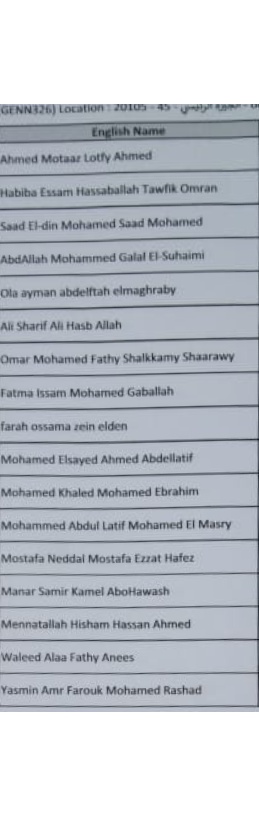 GENN326) Location : 20105 - 45 -
English Name
Ahmed Motaaz Lotfy Ahmed
Habiba Essam Hassaballah Tawfik Omran
Saad El-din Mohamed Saad Mohamed
AbdAllah Mohammed Galal El-Suhaimi
Ola ayman abdelftah elmaghraby
Ali Sharif Ali Hasb Allah
Omar Mohamed Fathy Shalkkamy Shaarawy
Fatma Issam Mohamed Gaballah
farah ossama zein elden
Mohamed Elsayed Ahmed Abdellatif
Mohamed Khaled Mohamed Ebrahim
Mohammed Abdul Latif Mohamed El Masry
Mostafa Neddal Mostafa Ezzat Hafez
Manar Samir Kamel AboHawash
Mennatallah Hisham Hassan Ahmed
Waleed Alaa Fathy Anees
Yasmin Amr Farouk Mohamed Rashad